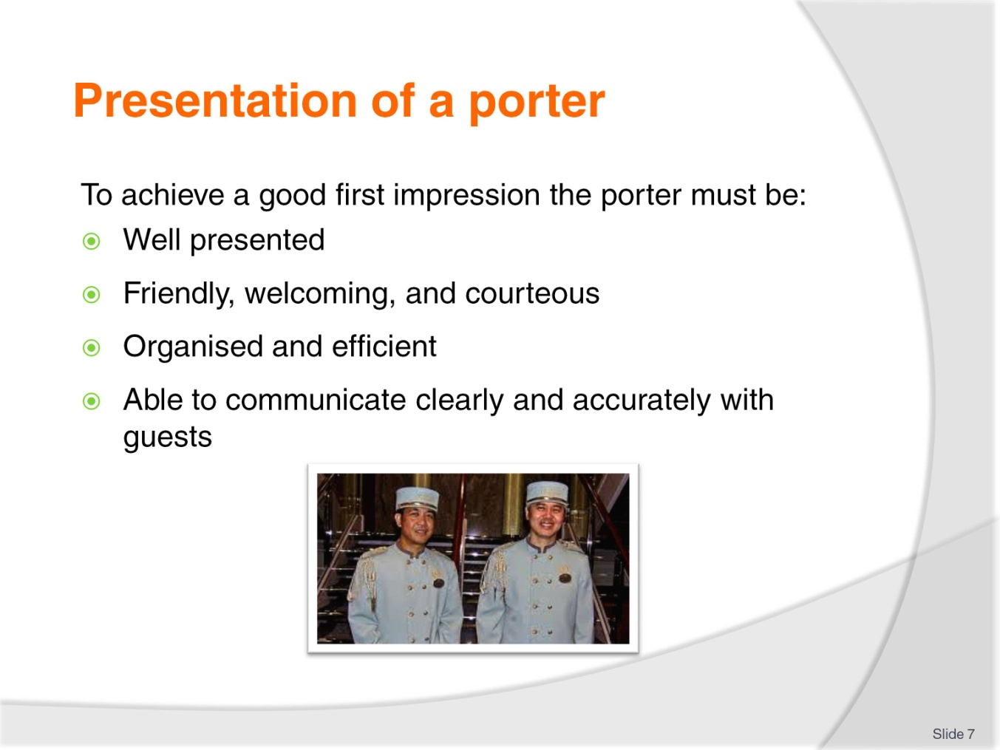 Presentation of a porter
To achieve a good first impression the porter must be:
Well presented
Friendly, welcoming, and courteous
Organised and efficient
Able to communicate clearly and accurately with
guests
Slide 7